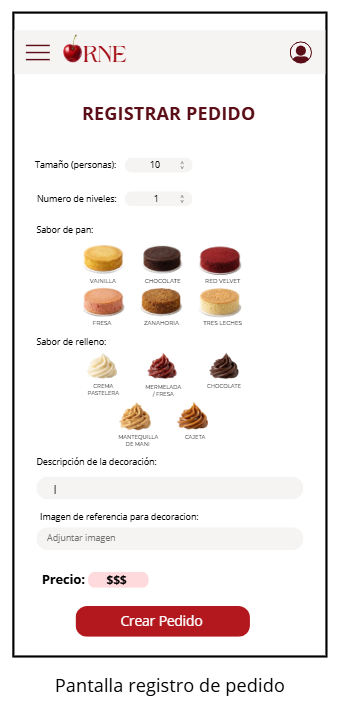 ORNE
REGISTRAR PEDIDO
Tamaño (personas): 10
Numero de niveles: 1
Sabor de pan:
VAINILLA CHOCOLATE RED VELVET
FRESA ZANAHORIA TRES LECHES
Sabor de relleno:
CREMA PASTELERA
MERMELADA / FRESA
CHOCOLATE
MANTEQUILLA DE MANI
CAJETA
Descripción de la decoración:
Imagen de referencia para decoracion:
Adjuntar imagen
Precio: $$$
Crear Pedido
Pantalla registro de pedido